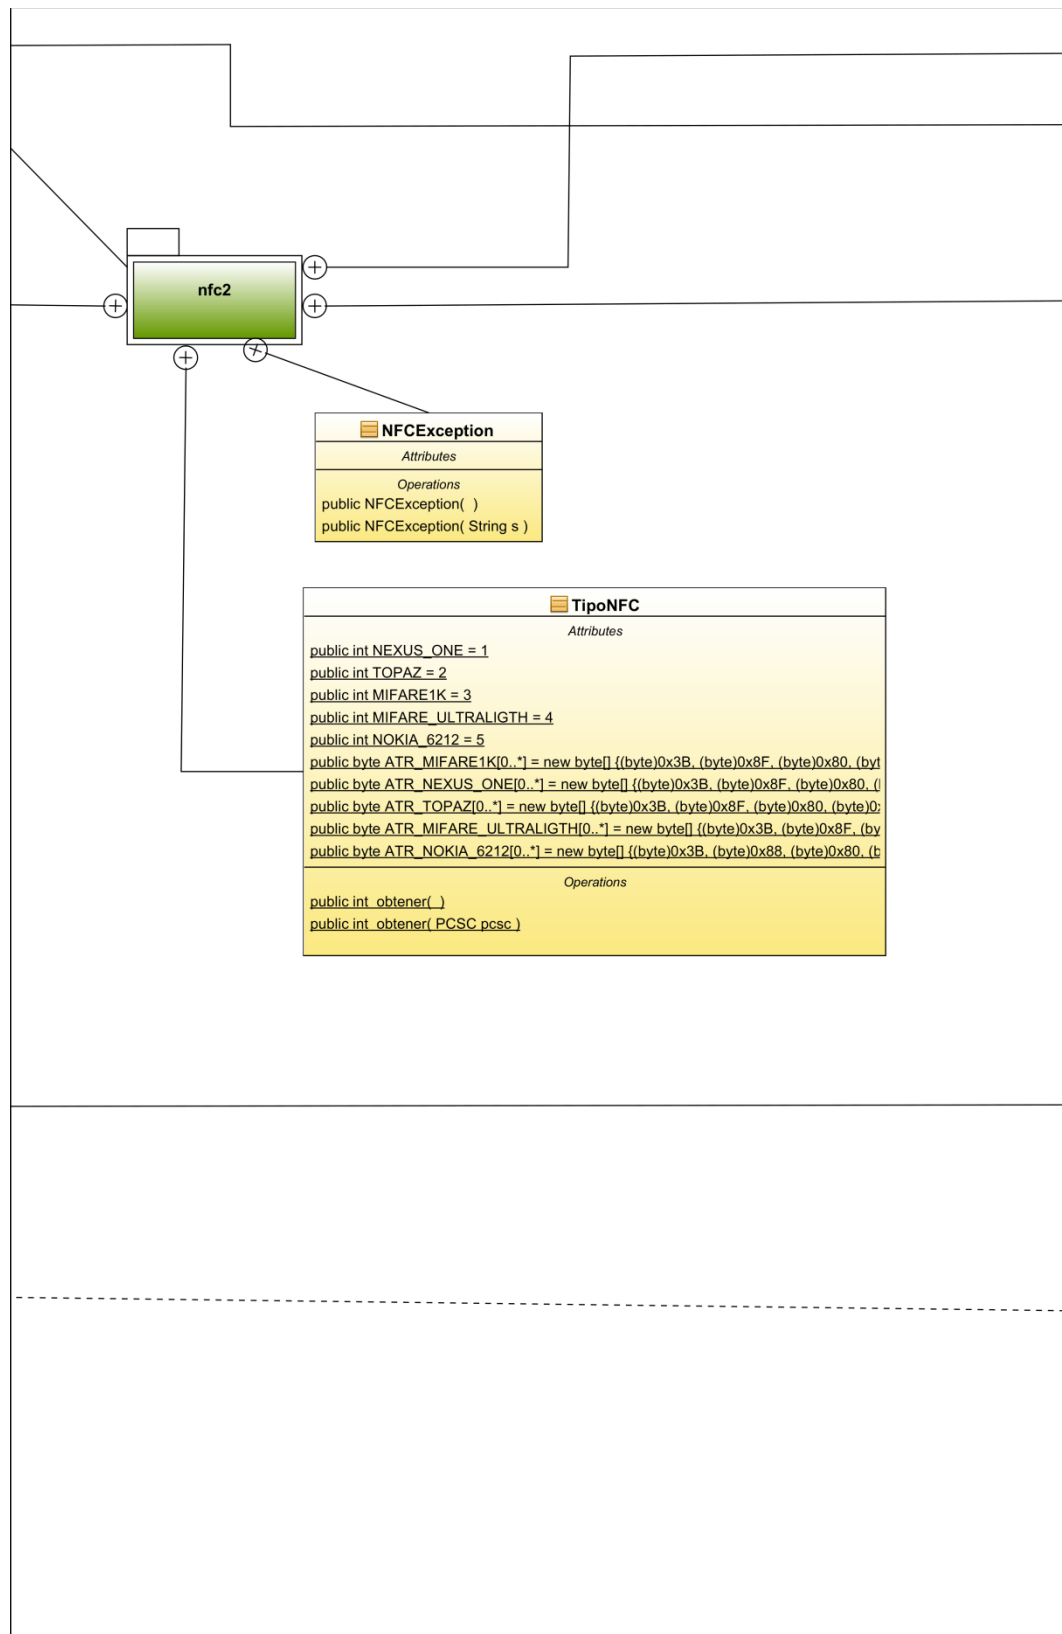 nfc2
NFCException
Attributes
Operations
public NFCException(  )
public NFCException( String s )
TipoNFC
Attributes
public int NEXUS_ONE = 1
public int TOPAZ = 2
public int MIFARE1K = 3
public int MIFARE_ULTRALIGTH = 4
public int NOKIA_6212 = 5
public byte ATR_MIFARE1K[0..*] = new byte[] {(byte)0x3B, (byte)0x8F, (byte)0x80, (byt
public byte ATR_NEXUS_ONE[0..*] = new byte[] {(byte)0x3B, (byte)0x8F, (byte)0x80, (
public byte ATR_TOPAZ[0..*] = new byte[] {(byte)0x3B, (byte)0x8F, (byte)0x80, (byte)0
public byte ATR_MIFARE_ULTRALIGTH[0..*] = new byte[] {(byte)0x3B, (byte)0x8F, (by
public byte ATR_NOKIA_6212[0..*] = new byte[] {(byte)0x3B, (byte)0x88, (byte)0x80, (b
Operations
public int  obtener(  )
public int  obtener( PCSC pcsc )